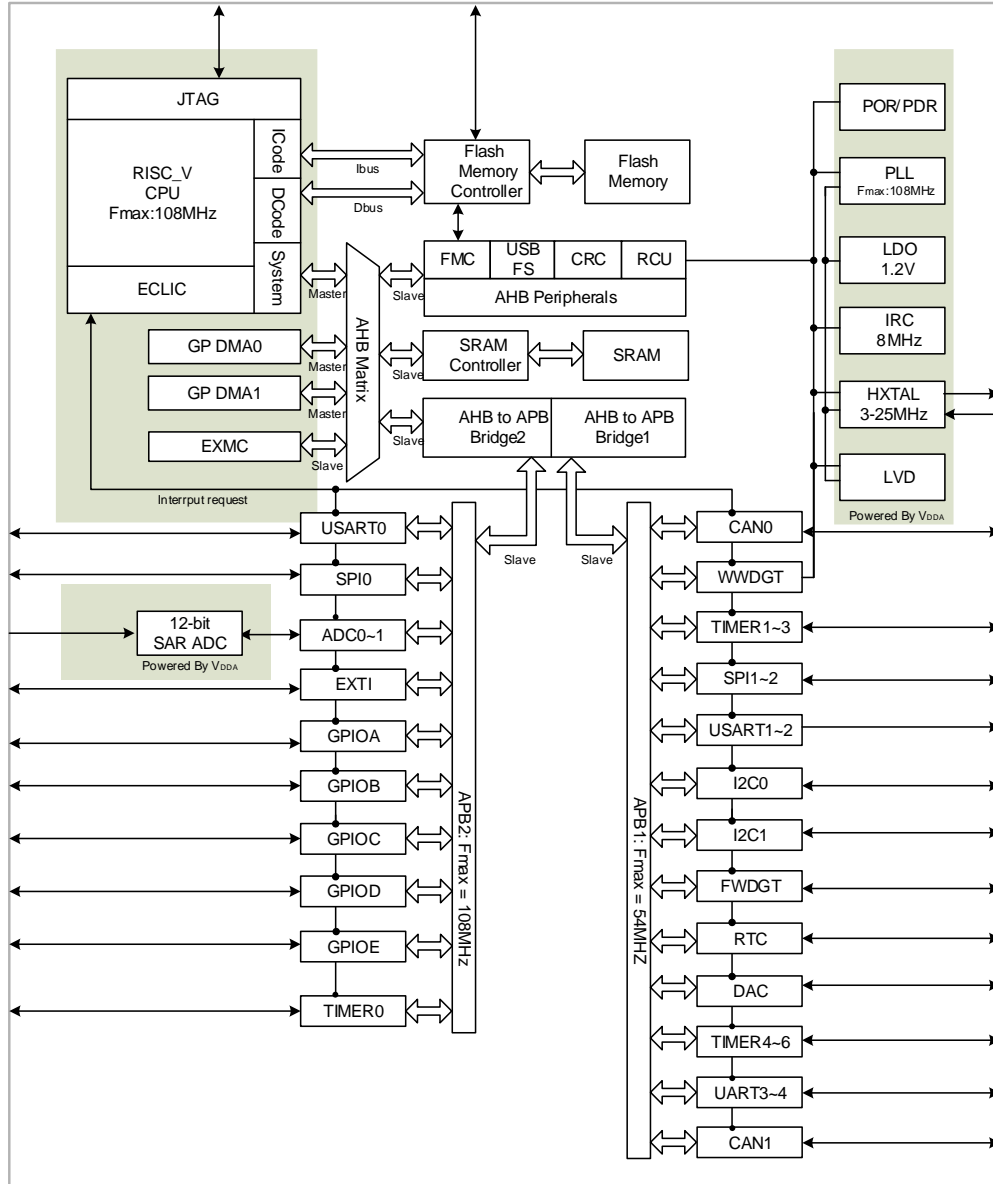 JTAG
RISC_V
CPU
Fmax:108MHz
ICode
DCode
System
ECLIC
Ibus
Dbus
Flash
Memory
Controller
Flash
Memory
FMC
USB
FS
CRC
RCU
AHB Peripherals
Master
Slave
AHB Matrix
GP DMA0
Master
GP DMA1
Master
EXMC
Slave
Slave
SRAM
Controller
SRAM
Slave
AHB to APB
Bridge2
AHB to APB
Bridge1
Interrput request
POR/PDR
PLL
Fmax:108MHz
LDO
1.2V
IRC
8MHz
HXTAL
3-25MHz
LVD
Powered By VDDA
Slave
Slave
USART0
SPI0
12-bit
SAR ADC
Powered By VDDA
ADC0~1
EXTI
GPIOA
GPIOB
GPIOC
GPIOD
GPIOE
TIMER0
APB2: Fmax = 108MHz
APB1: Fmax = 54MHZ
CAN0
WWDGT
TIMER1~3
SPI1~2
USART1~2
I2C0
I2C1
FWDGT
RTC
DAC
TIMER4~6
UART3~4
CAN1